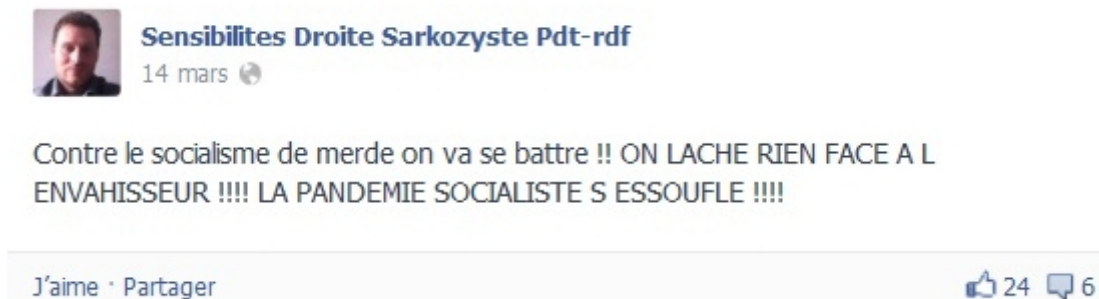 Sensibilites Droite Sarkozyste Pdt-rdf
14 mars
Contre le socialisme de merde on va se battre !! ON LACHE RIEN FACE A L
ENVAHISSEUR !!!! LA PANDEMIE SOCIALISTE S ESSOUFLE !!!!
J'aime · Partager 24 6